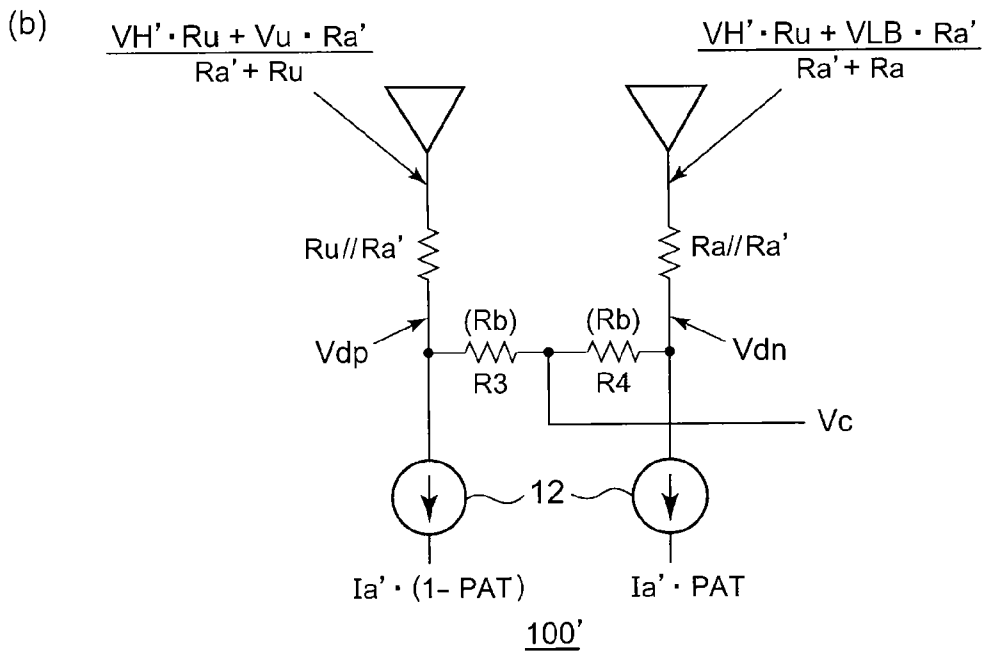 (b)
VH'·Ru + Vu · Ra'
Ra' + Ru
VH'·Ru + VLB · Ra'
Ra' + Ra
Ru//Ra'
Ra//Ra'
(Rb)
(Rb)
Vdp
Vdn
R3
R4
Vc
12
Ia' · (1- PAT)
Ia' · PAT
100'